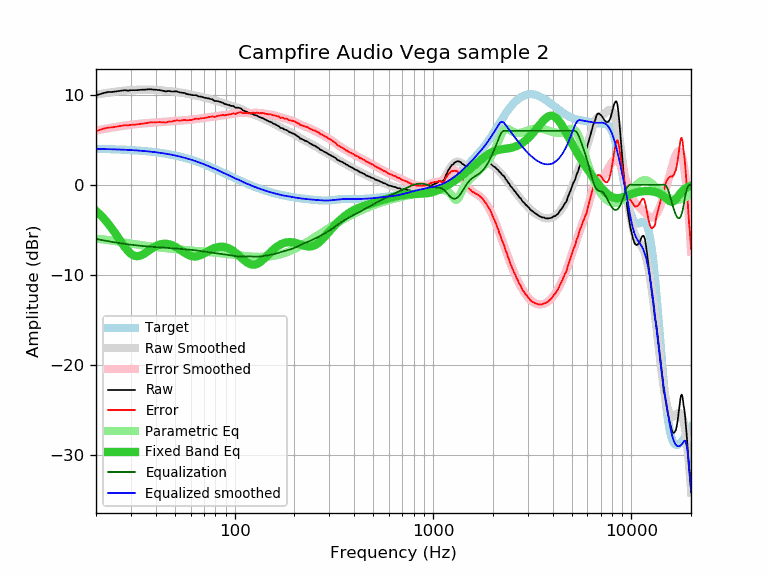 Campfire Audio Vega sample 2
Amplitude (dBr)
10
0
−10
−20
−30
Target
Raw Smoothed
Error Smoothed
Raw
Error
Parametric Eq
Fixed Band Eq
Equalization
Equalized smoothed
100
1000
10000
Frequency (Hz)